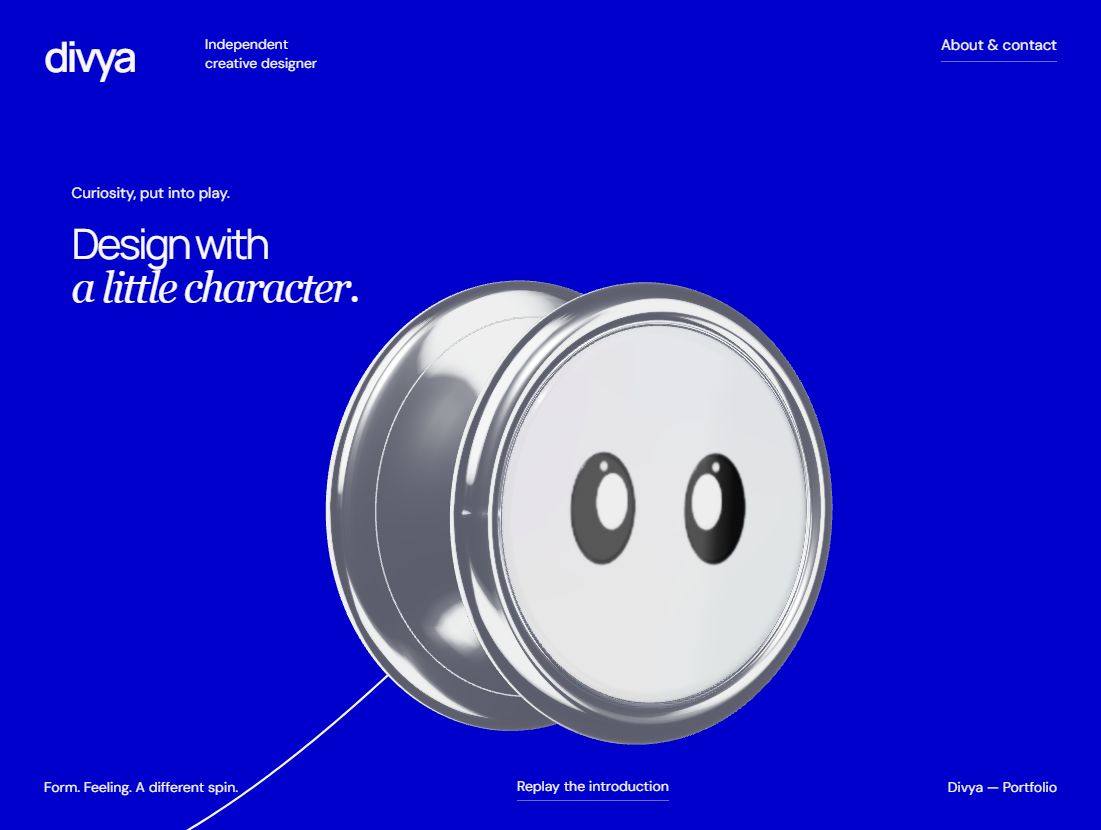 divya
Independent
creative designer
About & contact
Curiosity, put into play.
Design with
a little character.
Form. Feeling. A different spin.
Replay the introduction
Divya — Portfolio